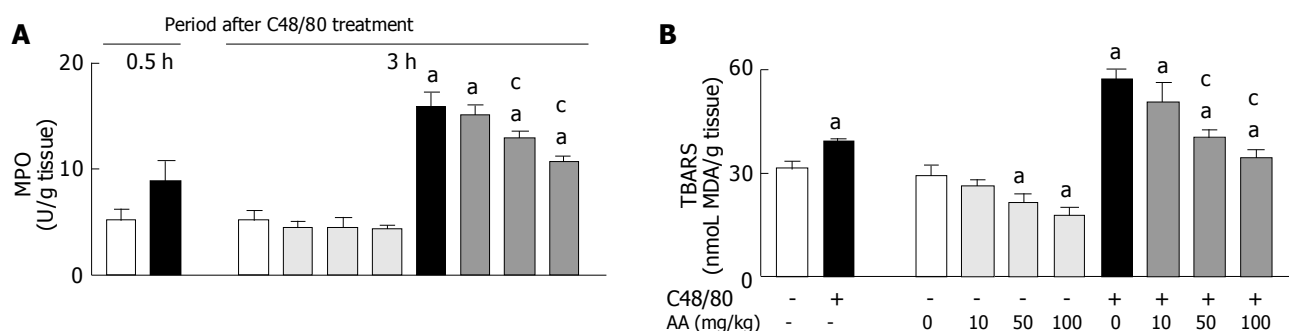 Period after C48/80 treatment
A
0.5 h
3 h
MPO
(U/g tissue)
20
10
0
a
a
c
a
c
a
B
TBARS
(nmoL MDA/g tissue)
60
30
0
a
a
a
a
a
c
a
c
a
C48/80 - + - - - - + + + +
AA (mg/kg) - - 0 10 50 100 0 10 50 100